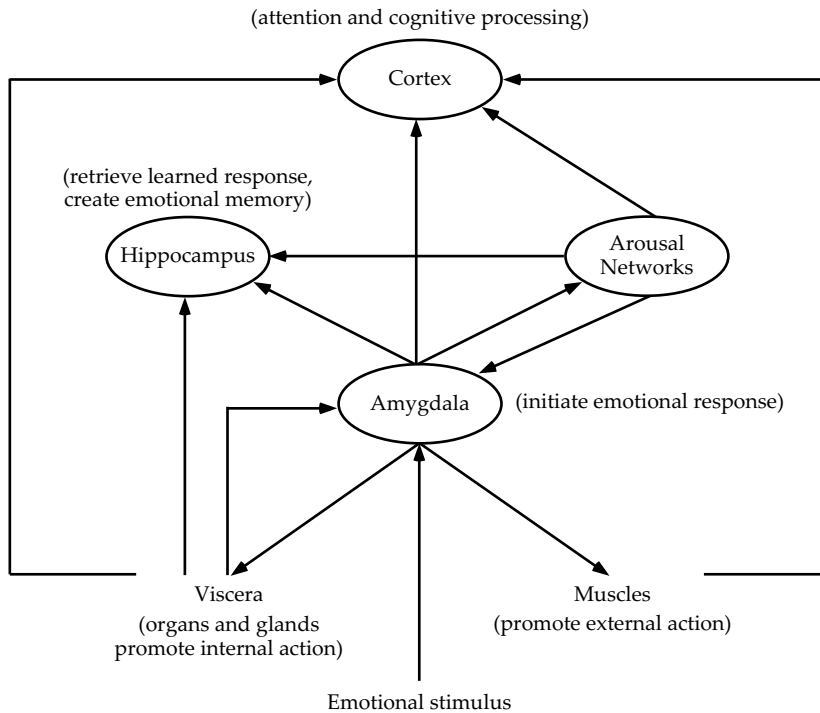 (attention and cognitive processing)
Cortex
(retrieve learned response,
create emotional memory)
Hippocampus
Arousal
Networks
Amygdala
(initiate emotional response)
Viscera
(organs and glands
promote internal action)
Muscles
(promote external action)
Emotional stimulus